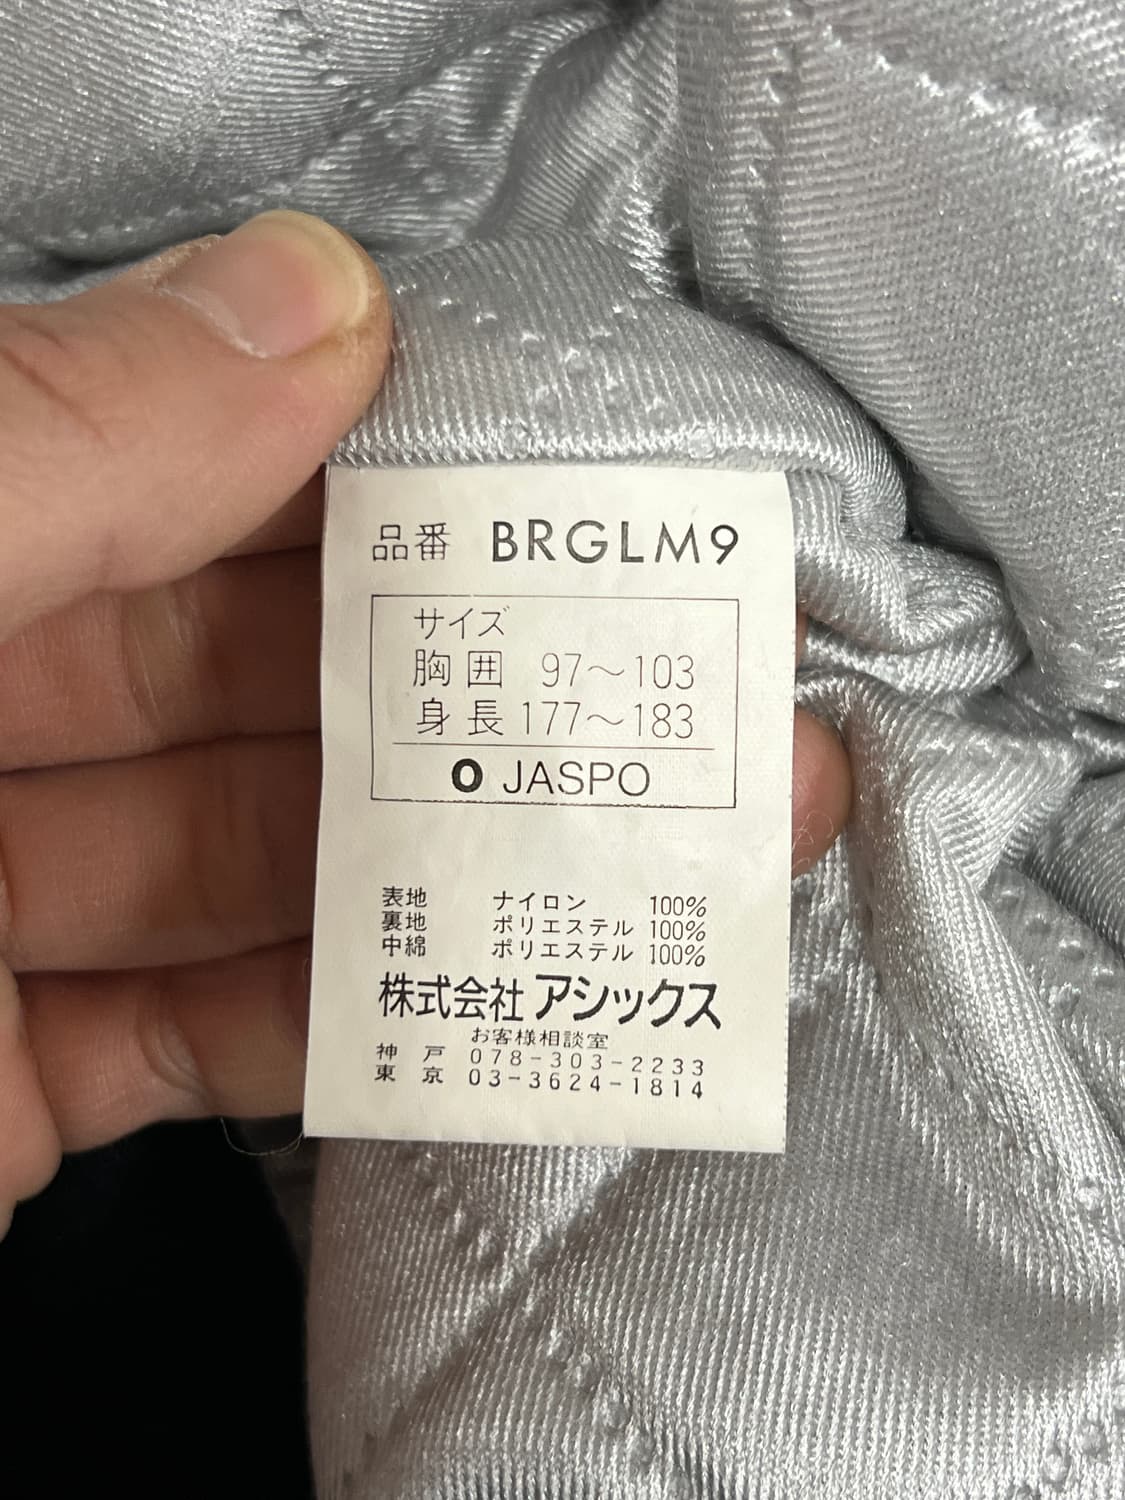 品番 BRGLM9
サイズ
胸囲 97～103
身長 177～183
O JASPO
表地 ナイロン 100%
裏地 ポリエステル 100%
中綿 ポリエステル 100%
株式会社 アシックス
お客様相談室
神戸 078-303-2233
東京 03-3624-1814